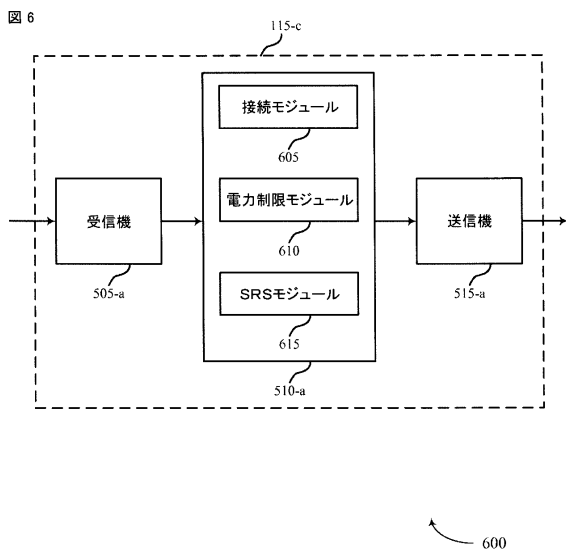 図 6
115-c
接続モジュール
605
受信機
505-a
電力制限モジュール
610
送信機
515-a
SRSモジュール
615
510-a
600